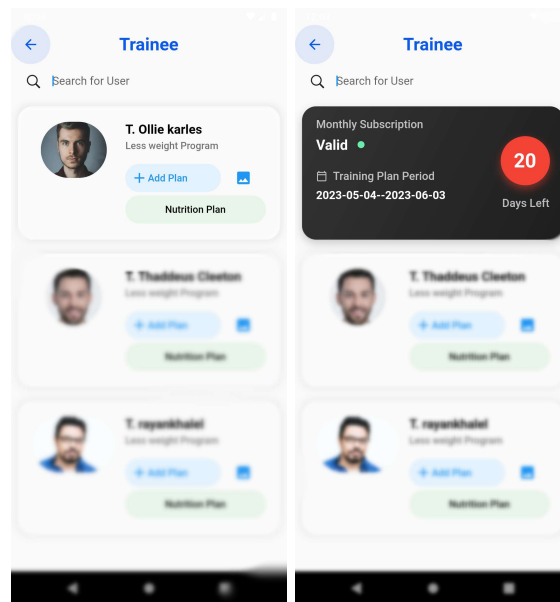 Trainee
Search for User
T. Ollie karles
Less weight Program
+ Add Plan
Nutrition Plan
T. Thaddeus Cleeton
Less weight Program
+ Add Plan
Nutrition Plan
T. rayankhalel
Less weight Program
+ Add Plan
Nutrition Plan
Trainee
Search for User
Monthly Subscription
Valid
20
Training Plan Period
2023-05-04--2023-06-03
Days Left
T. Thaddeus Cleeton
Less weight Program
+ Add Plan
Nutrition Plan
T. rayankhalel
Less weight Program
+ Add Plan
Nutrition Plan